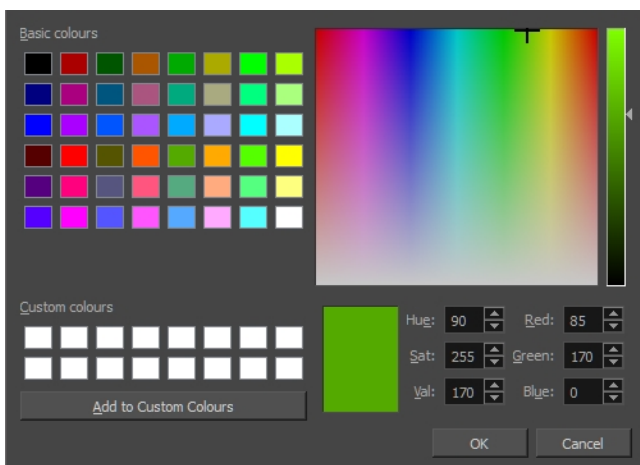 Basic colours
Custom colours
Add to Custom Colours
Hue: 90 Red: 85
Sat: 255 Green: 170
Val: 170 Blue: 0
OK Cancel